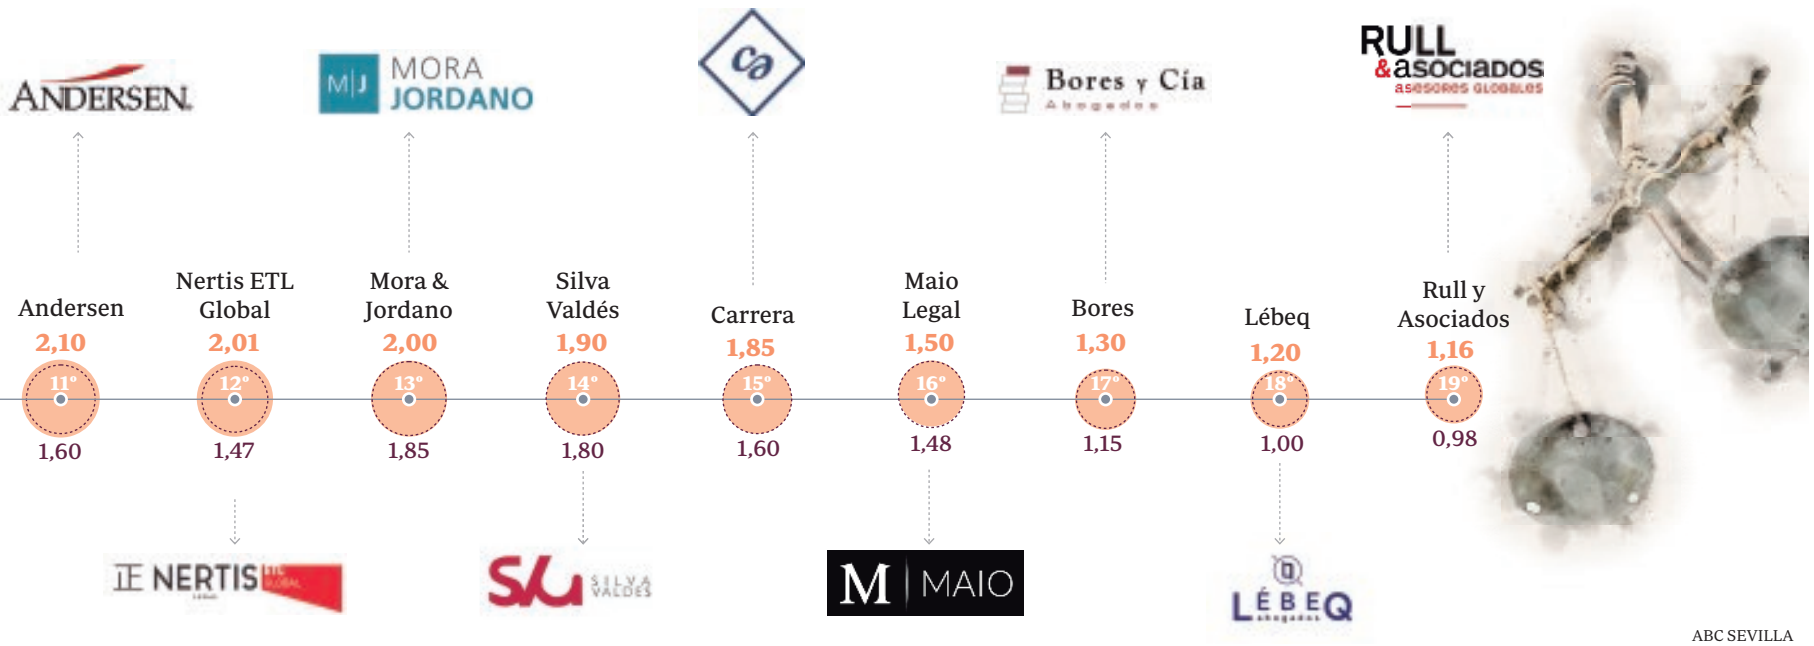 ANDERSEN
M|J
MORA
JORDANO
Bores y Cía
Abogados
RULL
&asociados
asesores globales
Andersen
2,10
11º
1,60
Nertis ETL
Global
2,01
12º
1,47
Mora &
Jordano
2,00
13º
1,85
Silva
Valdés
1,90
14º
1,80
Carrera
1,85
15º
1,60
Maio
Legal
1,50
16º
1,48
Bores
1,30
17º
1,15
Lébeq
1,20
18º
1,00
Rull y
Asociados
1,16
19º
0,98
NERTIS
ETL
GLOBAL
SILVA
VALDES
M | MAIO
LÉBEQ
abogados
ABC SEVILLA